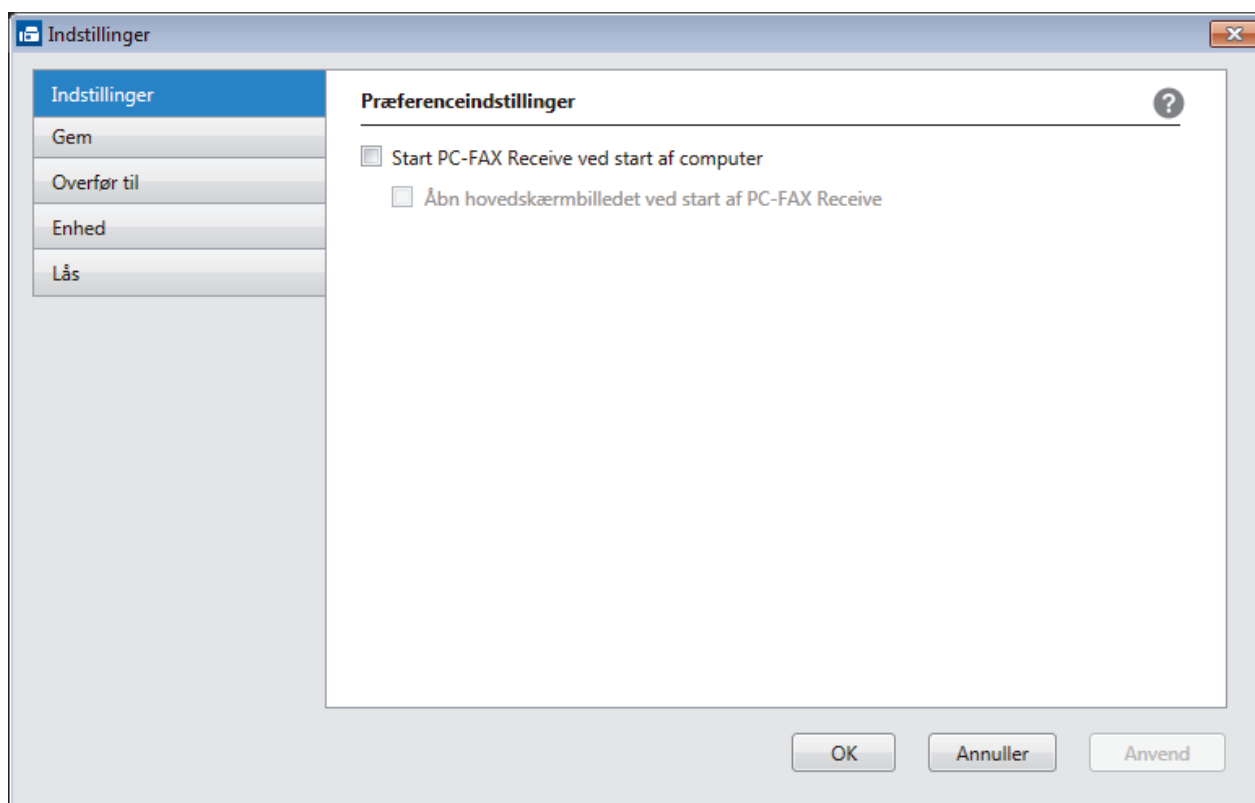 Indstillinger
Indstillinger
Gem
Overfør til
Enhed
Lås
Præferenceindstillinger
?
Start PC-FAX Receive ved start af computer
Åbn hovedskærmbilledet ved start af PC-FAX Receive
OK
Annuller
Anvend